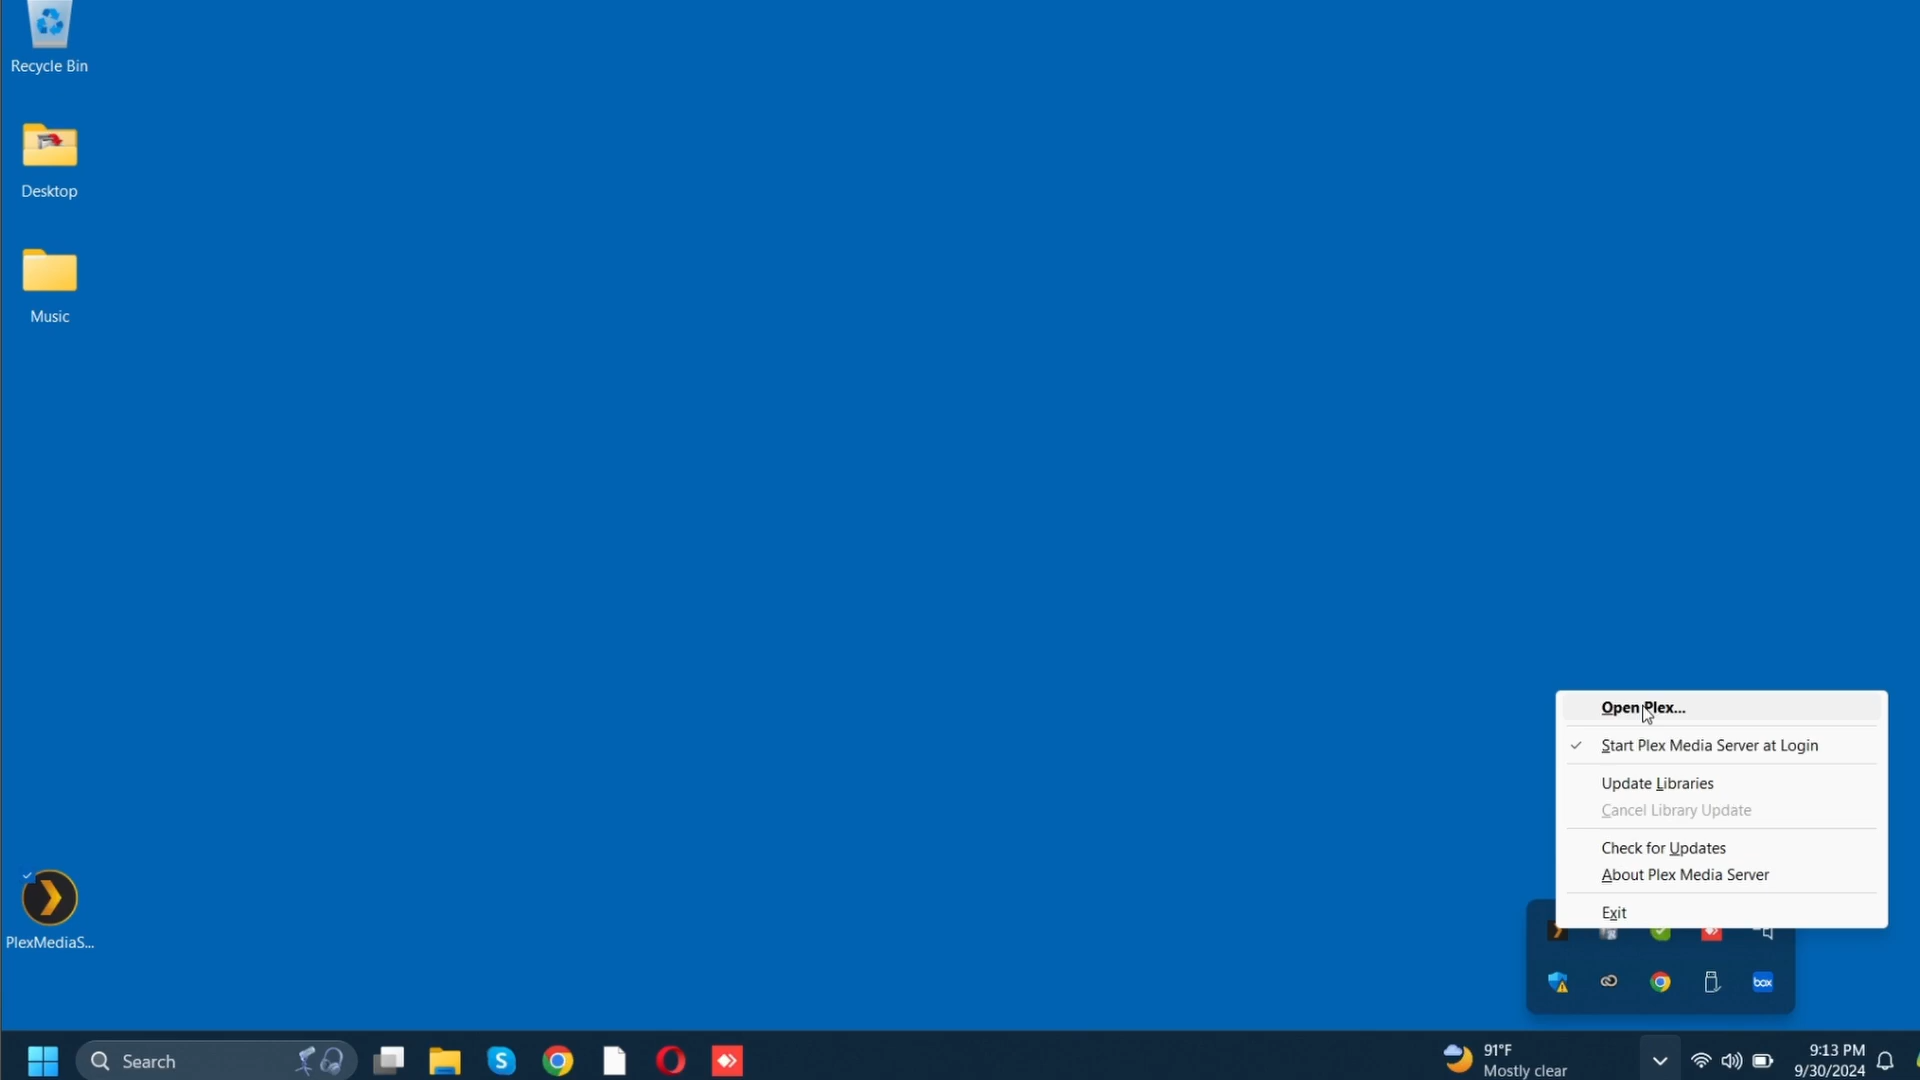 Recycle Bin
Desktop
Music
PlexMediaS...
Open Plex...
Start Plex Media Server at Login
Update Libraries
Cancel Library Update
Check for Updates
About Plex Media Server
Exit
box
Search
91°F
Mostly clear
9:13 PM
9/30/2024